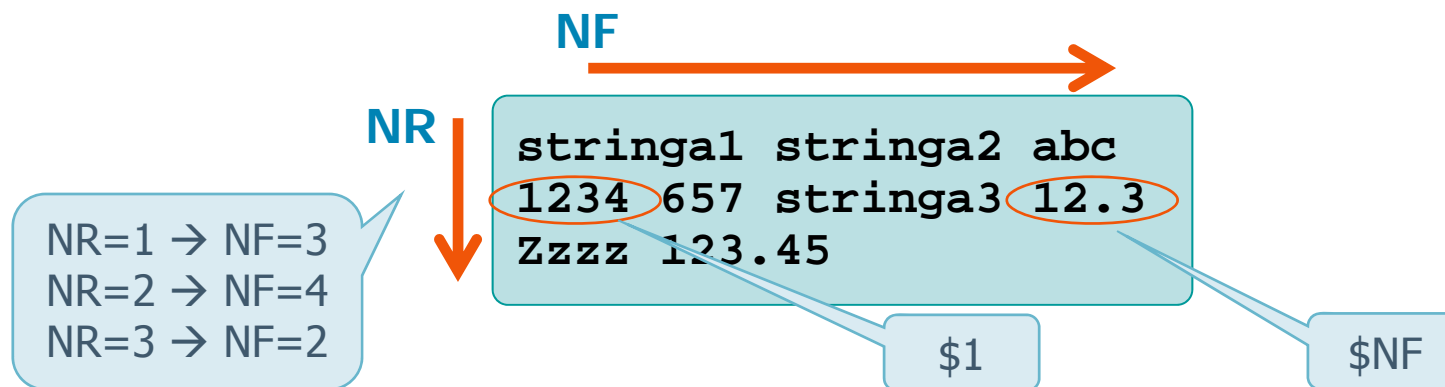 NF
NR
stringa1 stringa2 abc
1234 657 stringa3 12.3
Zzzz 123.45
NR=1 → NF=3
NR=2 → NF=4
NR=3 → NF=2
$1
$NF